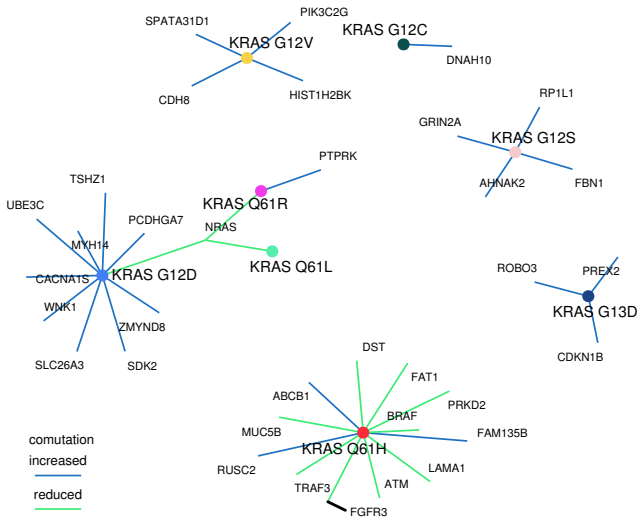 PIK3C2G
SPATA31D1
KRAS G12V
KRAS G12C
DNAH10
CDH8
HIST1H2BK
RP1L1
GRIN2A
KRAS G12S
AHNAK2
FBN1
PTPRK
TSHZ1
UBE3C
KRAS Q61R
PCDHGA7
NRAS
MYH14
KRAS Q61L
KRAS G12D
CACNA1S
ROBO3
PREX2
WNK1
KRAS G13D
ZMYND8
SLC26A3
SDK2
CDKN1B
DST
FAT1
ABCB1
PRKD2
BRAF
MUC5B
FAM135B
KRAS Q61H
RUSC2
LAMA1
TRAF3
ATM
FGFR3
comutation
increased
reduced